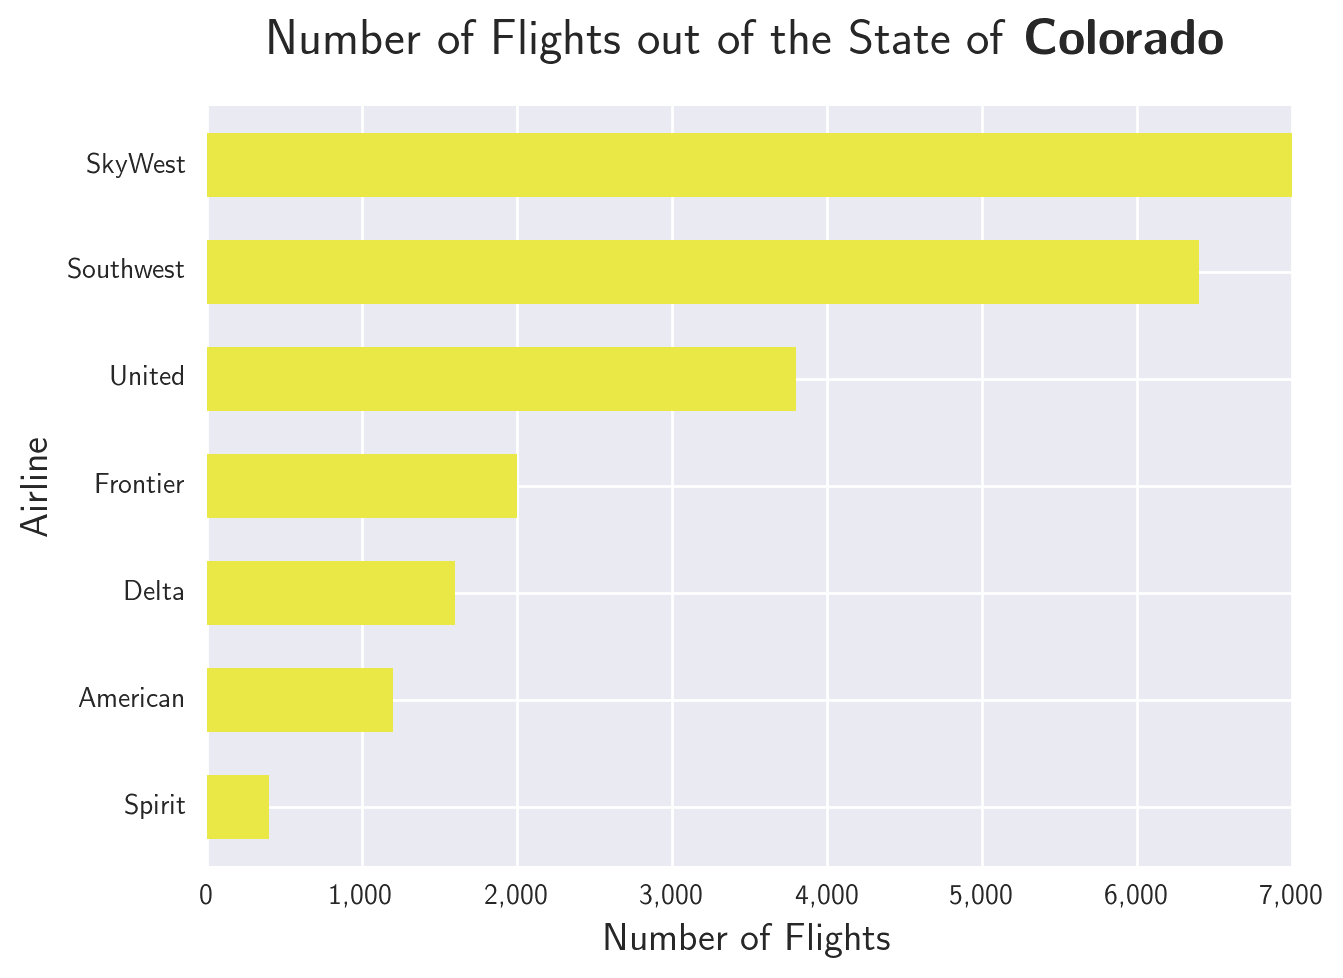 Number of Flights out of the State of Colorado
SkyWest
Southwest
United
Frontier
Delta
American
Spirit
Airline
0 1,000 2,000 3,000 4,000 5,000 6,000 7,000
Number of Flights